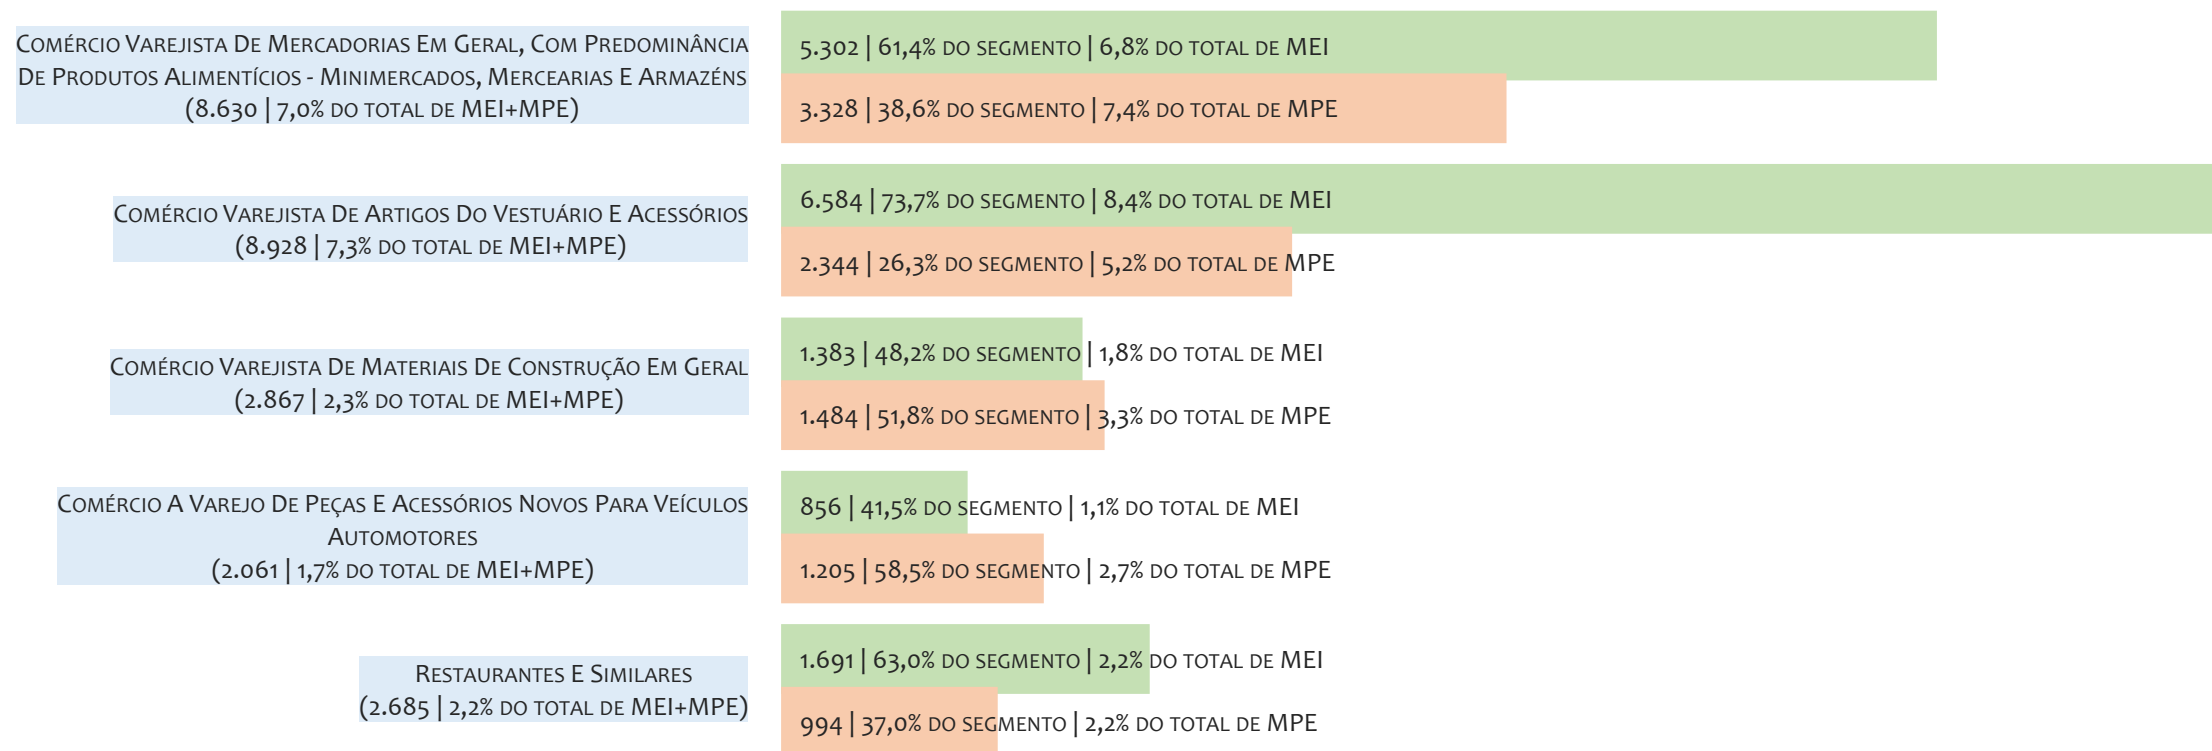 Comércio Varejista De Mercadorias Em Geral, Com Predominância
De Produtos Alimentícios - Minimercados, Mercearias E Armazéns
(8.630 | 7,0% do total de MEI+MPE)
5.302 | 61,4% do segmento | 6,8% do total de MEI
3.328 | 38,6% do segmento | 7,4% do total de MPE
Comércio Varejista De Artigos Do Vestuário E Acessórios
(8.928 | 7,3% do total de MEI+MPE)
6.584 | 73,7% do segmento | 8,4% do total de MEI
2.344 | 26,3% do segmento | 5,2% do total de MPE
Comércio Varejista De Materiais De Construção Em Geral
(2.867 | 2,3% do total de MEI+MPE)
1.383 | 48,2% do segmento | 1,8% do total de MEI
1.484 | 51,8% do segmento | 3,3% do total de MPE
Comércio A Varejo De Peças E Acessórios Novos Para Veículos
Automotores
(2.061 | 1,7% do total de MEI+MPE)
856 | 41,5% do segmento | 1,1% do total de MEI
1.205 | 58,5% do segmento | 2,7% do total de MPE
Restaurantes E Similares
(2.685 | 2,2% do total de MEI+MPE)
1.691 | 63,0% do segmento | 2,2% do total de MEI
994 | 37,0% do segmento | 2,2% do total de MPE